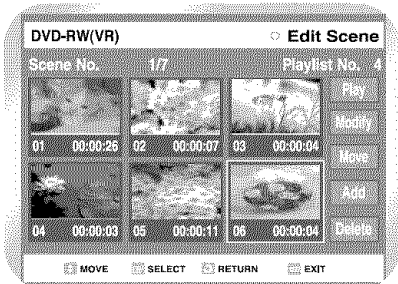 DVD-RW(VR) Edit Scene
Scene No. 1/7 Playlist No. 4
Play
Modify
Move
Add
Delete
01 00:00:26 02 00:00:07 03 00:00:04
04 00:00:03 05 00:00:11 06 00:00:04
MOVE SELECT RETURN EXIT